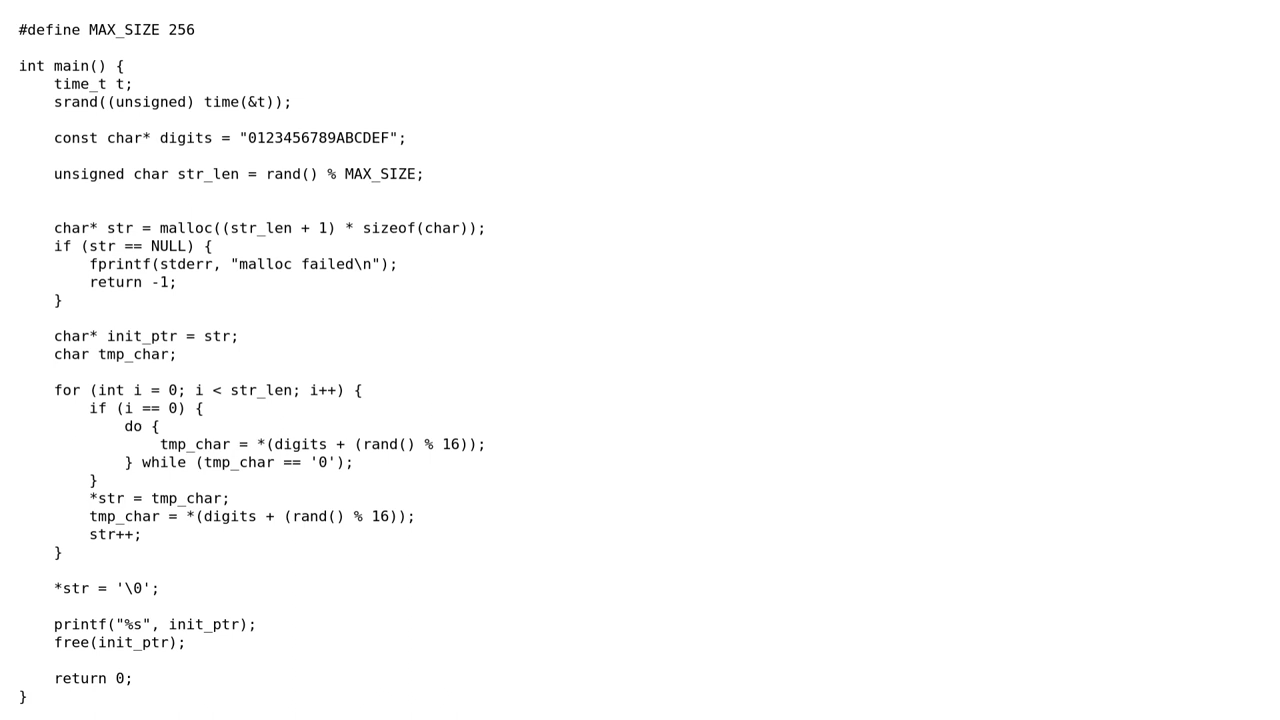 #define MAX_SIZE 256

int main() {
    time_t t;
    srand((unsigned) time(&t));

    const char* digits = "0123456789ABCDEF";

    unsigned char str_len = rand() % MAX_SIZE;


    char* str = malloc((str_len + 1) * sizeof(char));
    if (str == NULL) {
        fprintf(stderr, "malloc failed\n");
        return -1;
    }

    char* init_ptr = str;
    char tmp_char;

    for (int i = 0; i < str_len; i++) {
        if (i == 0) {
            do {
                tmp_char = *(digits + (rand() % 16));
            } while (tmp_char == '0');
        }
        *str = tmp_char;
        tmp_char = *(digits + (rand() % 16));
        str++;
    }

    *str = '\0';

    printf("%s", init_ptr);
    free(init_ptr);

    return 0;
}